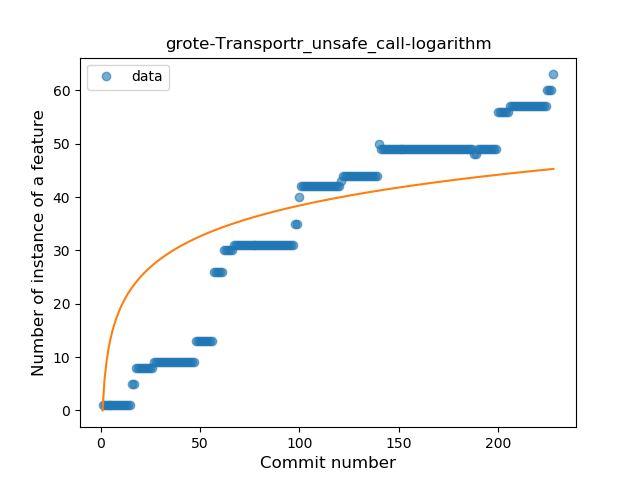 grote-Transportr_unsafe_call-logarithm
data
Number of instance of a feature
60
50
40
30
20
10
0
0 50 100 150 200
Commit number